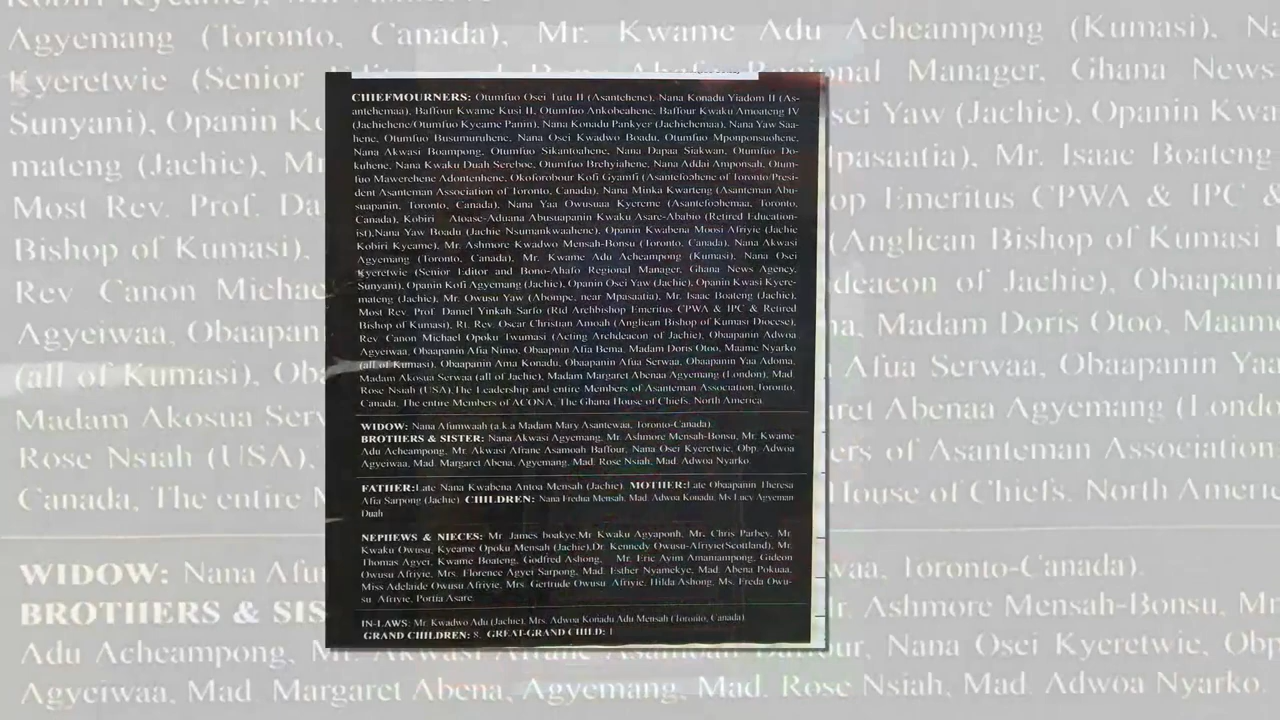 CHIEFMOURNERS: Otumfuo Osei Tutu II (Asantehene), Nana Konadu Yiadom II (As-
antehemaa), Baffour Kwame Kusi II, Otumfuo Ankobeahene, Baffour Kwaku Amoateng IV
(Jachiehene/Otumfuo Kyeame Panin), Nana Konadu Pankyer (Jachiehemaa), Nana Yaw Saa-
hene, Otumfuo Busumuruhene, Nana Osei Kwadwo Boadu, Otumfuo Mponponsuohene,
Nana Akwasi Boampong, Otumfuo Sikantoahene, Nana Dapaa Siakwan, Otumfuo Do-
kuhene, Nana Kwaku Duah Sereboe, Otumfuo Brehyiahene, Nana Addai Amponsah, Otum-
fuo Mawerehene Adontenhene, Okoforobour Kofi Gyamfi (Asantefohene of Toronto/Presi-
dent Asanteman Association of Toronto, Canada), Nana Minka Kwarteng (Asanteman Abu-
suapanin, Toronto, Canada), Nana Yaa Owusuaa Kyereme (Asantefohemaa, Toronto,
Canada), Kobiri Atoase-Aduana Abusuapanin Kwaku Asare-Ababio (Retired Education-
ist),Nana Yaw Boadu (Jachie Nsumankwaahene), Opanin Kwabena Moosi Afriyie (Jachie
Kobiri Kyeame), Mr. Ashmore Kwadwo Mensah-Bonsu (Toronto, Canada), Nana Akwasi
Agyemang (Toronto, Canada), Mr. Kwame Adu Acheampong (Kumasi), Nana Osei
Kyeretwie (Senior Editor and Bono-Ahafo Regional Manager, Ghana News Agency,
Sunyani), Opanin Kofi Agyemang (Jachie), Opanin Osei Yaw (Jachie), Opanin Kwasi Kyere-
mateng (Jachie), Mr. Owusu Yaw (Abompe, near Mpasaatia), Mr. Isaac Boateng (Jachie),
Most Rev. Prof. Daniel Yinkah Sarfo (Rtd Archbishop Emeritus CPWA & IPC & Retired
Bishop of Kumasi), Rt. Rev. Oscar Christian Amoah (Anglican Bishop of Kumasi Diocese),
Rev. Canon Michael Opoku Twumasi (Acting Archdeacon of Jachie), Obaapanin Adwoa
Agyeiwaa, Obaapanin Afia Nimo, Obaapnin Afia Bema, Madam Doris Otoo, Maame Nyarko
(all of Kumasi), Obaapanin Ama Konadu, Obaapanin Afua Serwaa, Obaapanin Yaa Adoma,
Madam Akosua Serwaa (all of Jachie), Madam Margaret Abenaa Agyemang (London), Mad.
Rose Nsiah (USA), The Leadership and entire Members of Asanteman Association, Toronto,
Canada, The entire Members of ACONA, The Ghana House of Chiefs, North America.
WIDOW: Nana Afumwaah (a.k.a Madam Mary Asantewaa, Toronto-Canada).
BROTHERS & SISTER: Nana Akwasi Agyemang, Mr. Ashmore Mensah-Bonsu, Mr. Kwame
Adu Acheampong, Mr. Akwasi Afrane Asamoah Baffour, Nana Osei Kyeretwie, Obp. Adwoa
Agyeiwaa, Mad. Margaret Abena, Agyemang, Mad. Rose Nsiah, Mad. Adwoa Nyarko.
FATHER:Late Nana Kwabena Antoa Mensah (Jachie). MOTHER:Late Obaapanin Theresa
Afia Sarpong (Jachie). CHILDREN: Nana Fredua Mensah, Mad. Adwoa Konadu, Ms Lucy Agyeman
Duah
NEPHEWS & NIECES: Mr James boakye,Mr Kwaku Agyaponh, Mr. Chris Parbey, Mr.
Kwaku Owusu, Kyeame Opoku Mensah (Jachie),Dr. Kennedy Owusu-Afriyie(Scottland), Mr.
Thomas Agyei, Kwame Boateng, Godfred Ashong, Mr. Eric Ayim Amaniampong, Gideon
Owusu Afriyie, Mrs. Florence Agyei Sarpong, Mad. Esther Nyamekye, Mad. Abena Pokuaa,
Miss Adelaide Owusu Afriyie, Mrs. Gertrude Owusu Afriyie, Hilda Ashong, Ms. Freda Owu-
su Afriyie, Portia Asare.
IN-LAWS: Mr. Kwadwo Adu (Jachie), Mrs. Adwoa Konadu Adu Mensah (Toronto, Canada).
GRAND CHILDREN: 8, GREAT-GRAND CHILD: 1